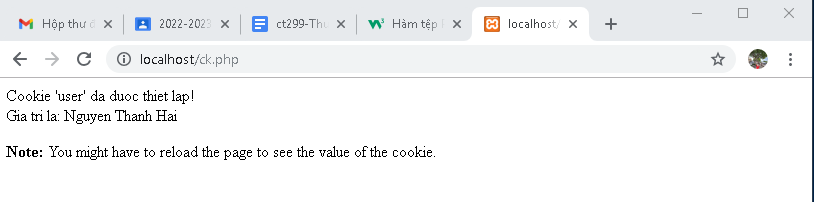 Hộp thư đ
2022-2023
ct299-Thu
Hàm tệp
localhost/
localhost/ck.php
Cookie 'user' da duoc thiet lap!
Gia tri la: Nguyen Thanh Hai
Note: You might have to reload the page to see the value of the cookie.